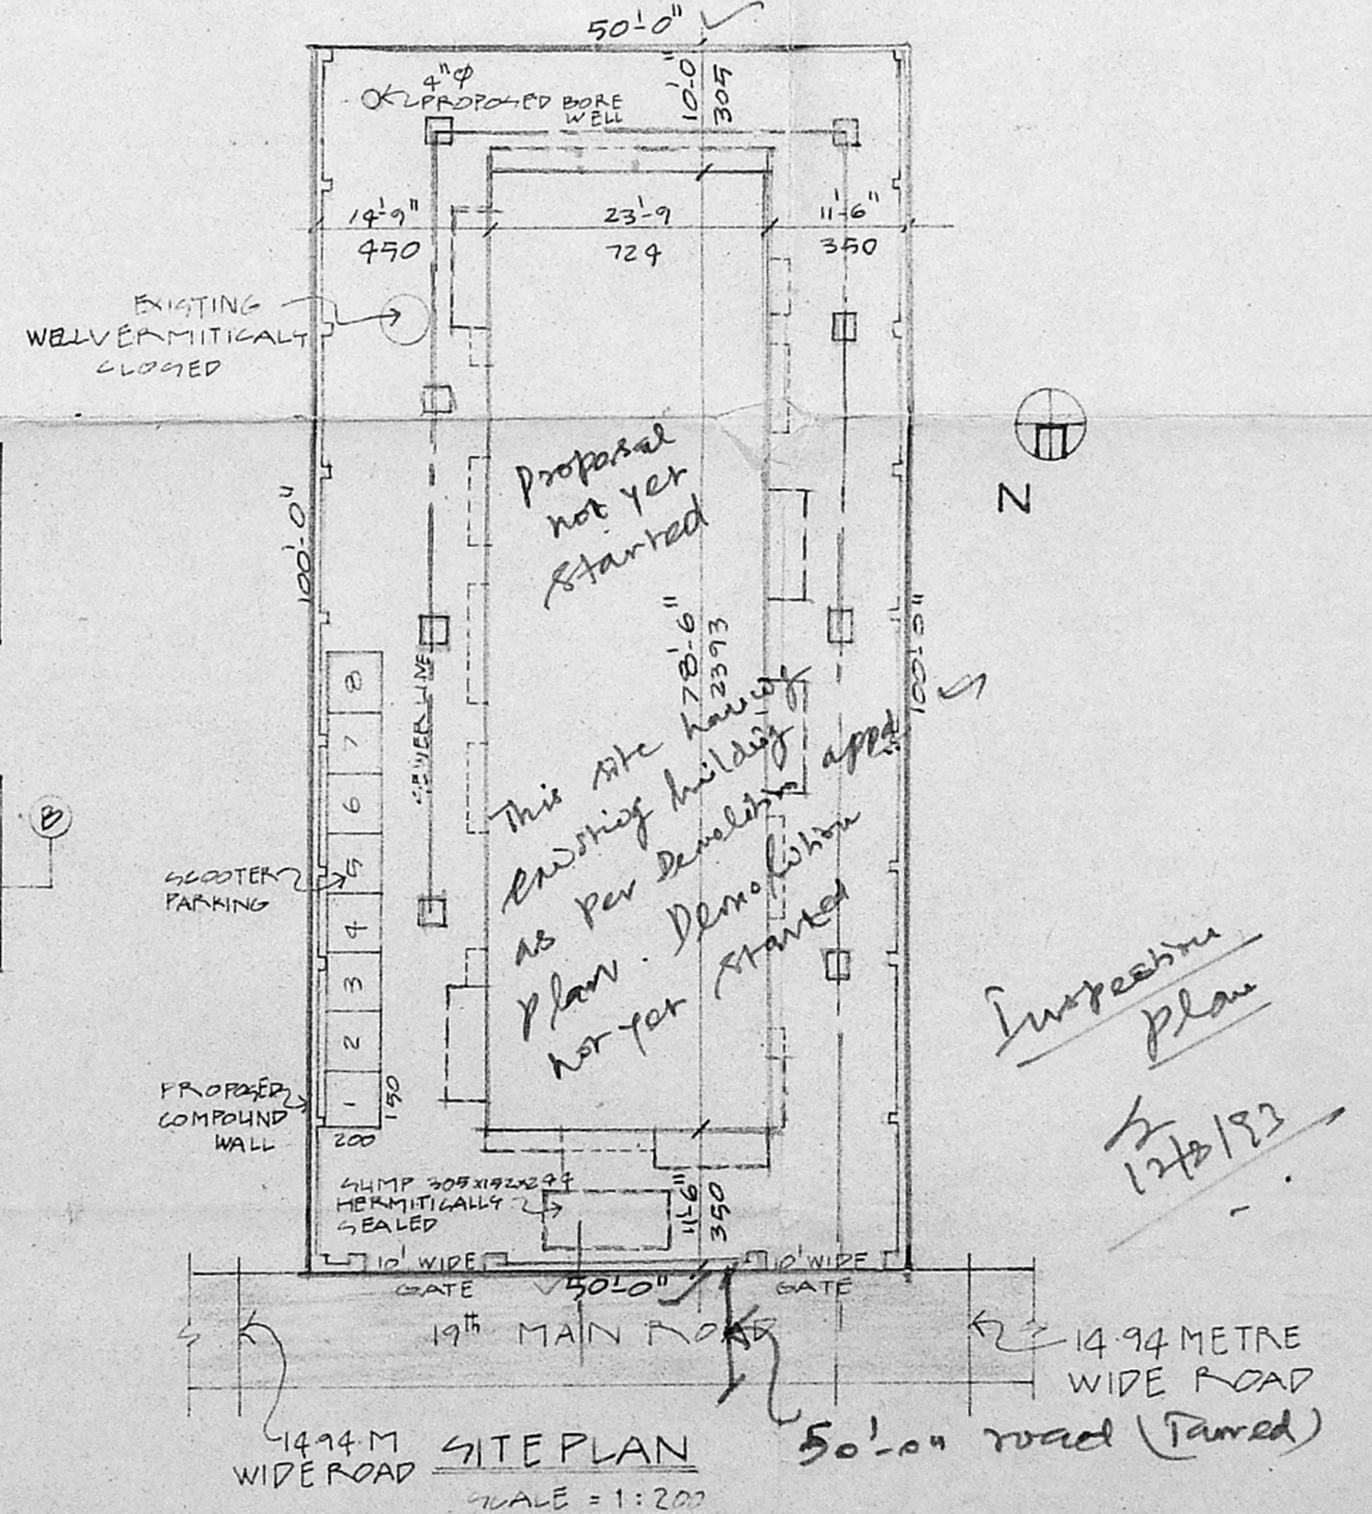 50'-0"
10'-0"
305
4"Φ
PROPOSED BORE
WELL
14'-9"
450
23'-9
724
11'-6"
350
EXISTING
WELL VERMITICALY
CLOSED
N
100'-0"
Proposal
not yet
started
78'-6"
2393
100'-0"
SEWER LINE
8
7
6
5
4
3
2
1
150
200
B
SCOOTER
PARKING
This site having
existing building
as per Demolition appd
plan. Demolition
not yet started
Inspection
plan
12/8/93
PROPOSED
COMPOUND
WALL
SUMP 305x152x244
HERMITICALLY
SEALED
11'-6"
350
10' WIDE
GATE
50'-0"
10' WIDE
GATE
19th MAIN ROAD
14.94 METRE
WIDE ROAD
14.94.M
WIDE ROAD
50'-0" road (Tarred)
SITE PLAN
SCALE = 1:200